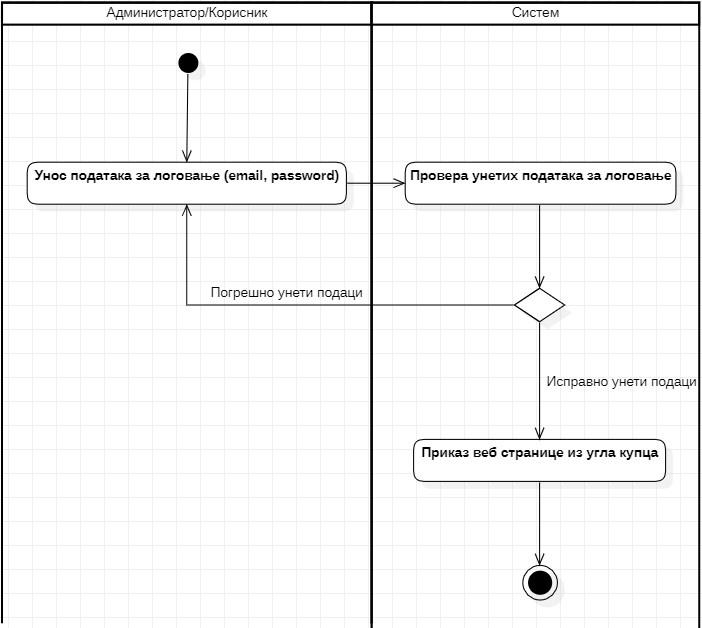 Администратор/Корисник
Систем
Унос података за логовање (email, password)
Провера унетих података за логовање
Погрешно унети подаци
Исправно унети подаци
Приказ веб странице из угла купца